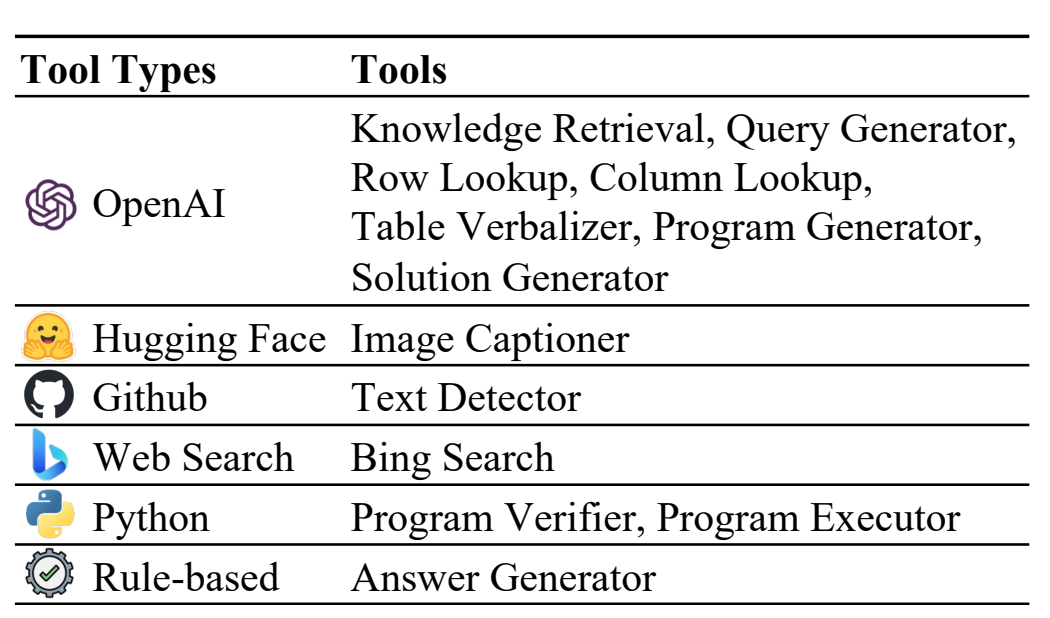 Tool Types Tools
Knowledge Retrieval, Query Generator,
Row Lookup, Column Lookup,
OpenAI
Table Verbalizer, Program Generator,
Solution Generator
Hugging Face Image Captioner
Github Text Detector
Web Search Bing Search
Python Program Verifier, Program Executor
Rule-based Answer Generator